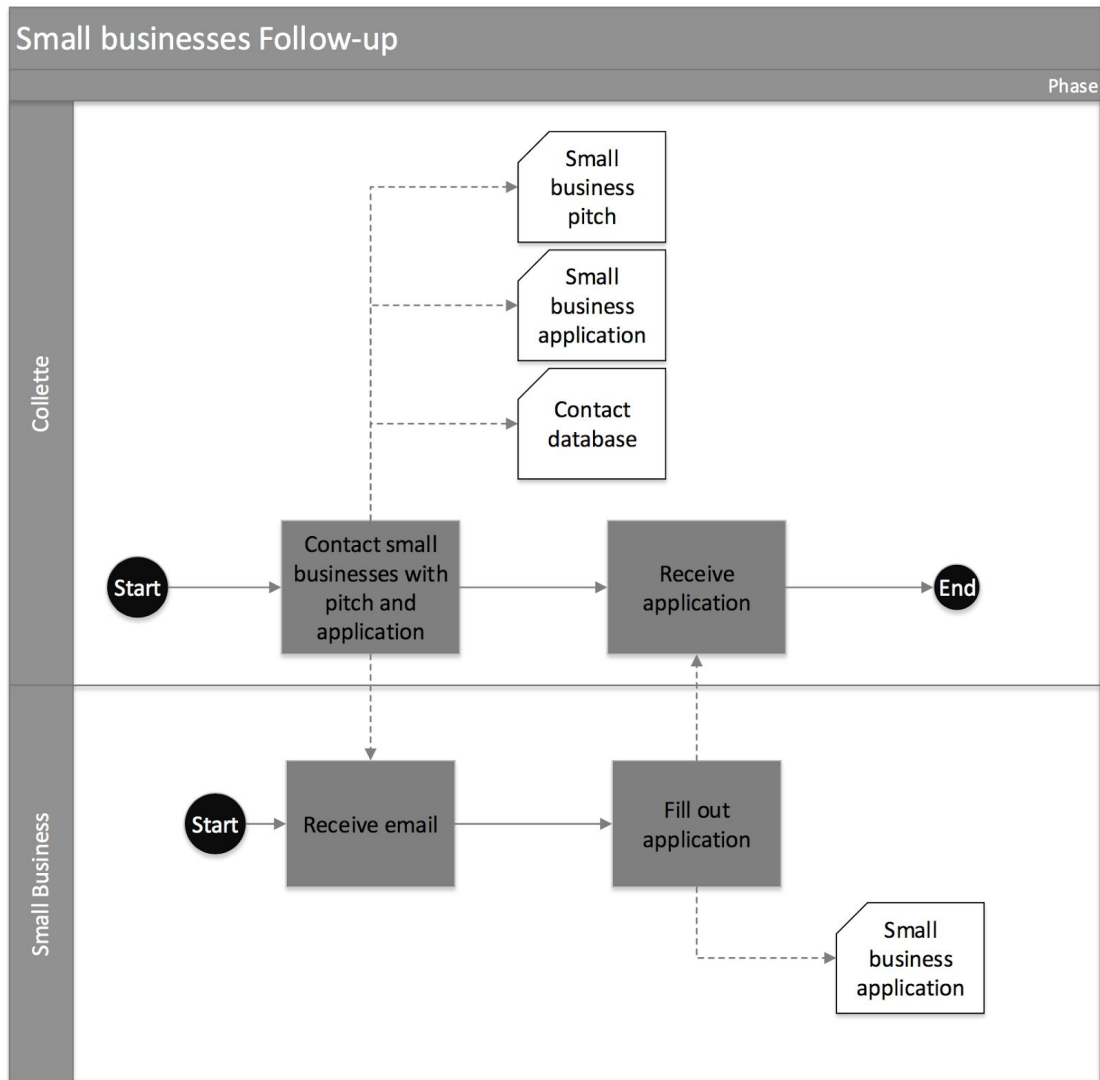 Small businesses Follow-up
Phase
Collette
Small
business
pitch
Small
business
application
Contact
database
Start
Contact small
businesses with
pitch and
application
Receive
application
End
Small Business
Start
Receive email
Fill out
application
Small
business
application